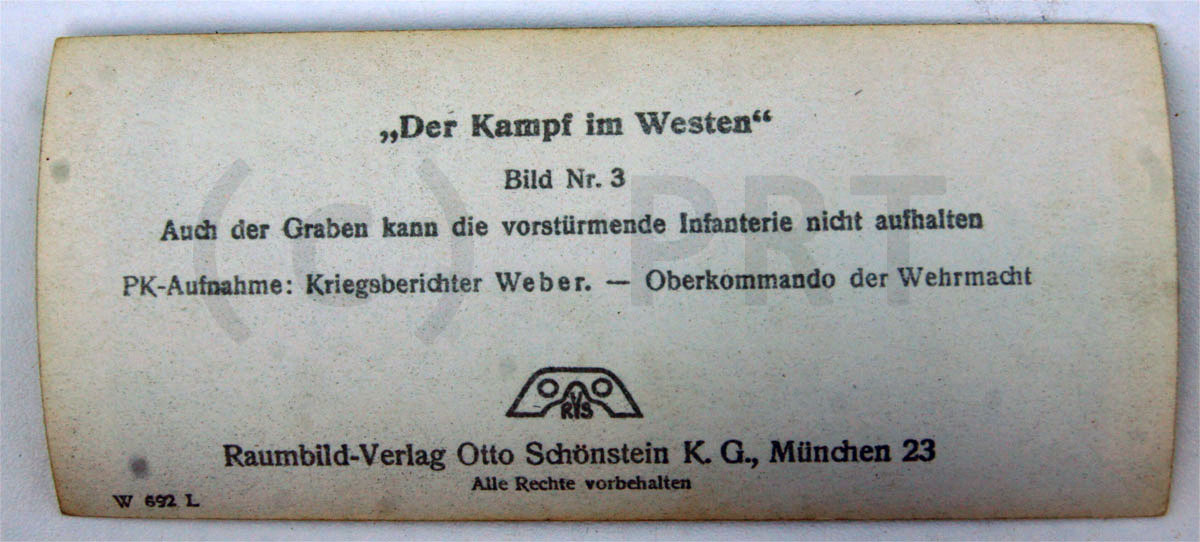 „Der Kampf im Westen“
Bild Nr. 3
Auch der Graben kann die vorstürmende Infanterie nicht aufhalten
PK-Aufnahme: Kriegsberichter Weber. — Oberkommando der Wehrmacht
(c) PRT
RVS
Raumbild-Verlag Otto Schönstein K. G., München 23
Alle Rechte vorbehalten
W 692 L